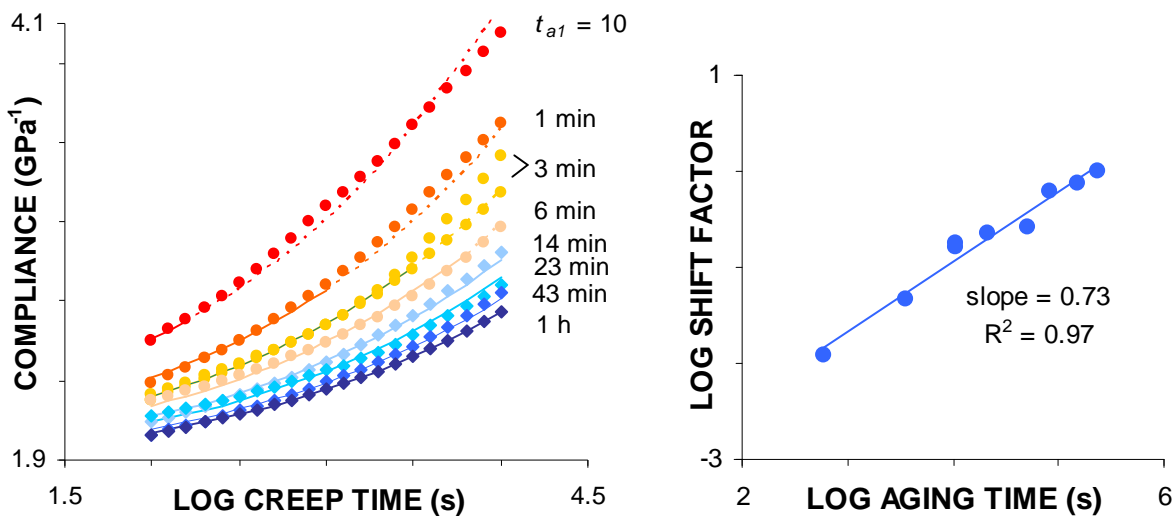 4.1
COMPLIANCE (GPa-1)
1.9
1.5
LOG CREEP TIME (s)
4.5
ta1 = 10
1 min
3 min
6 min
14 min
23 min
43 min
1 h
1
LOG SHIFT FACTOR
-3
2
LOG AGING TIME (s)
6
slope = 0.73
R2 = 0.97